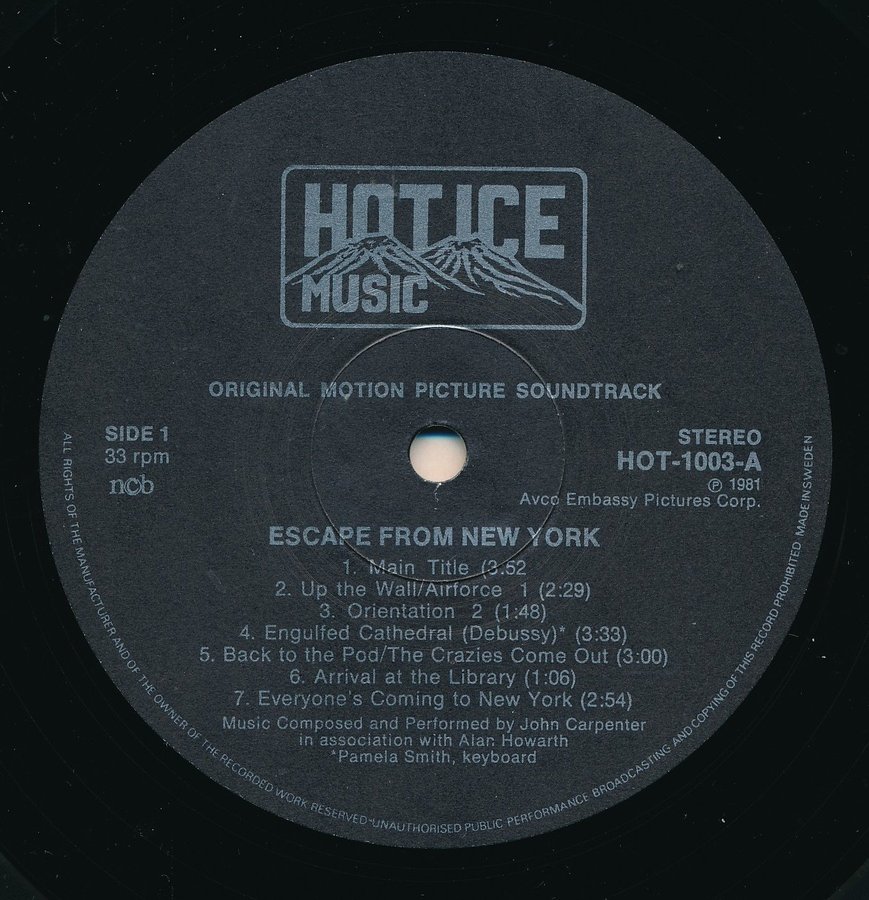 HOT ICE
MUSIC
ORIGINAL MOTION PICTURE SOUNDTRACK
SIDE 1
33 rpm
ncb
STEREO
HOT-1003-A
℗ 1981
Avco Embassy Pictures Corp.
ESCAPE FROM NEW YORK
1. Main Title (3:52
2. Up the Wall/Airforce 1 (2:29)
3. Orientation 2 (1:48)
4. Engulfed Cathedral (Debussy)* (3:33)
5. Back to the Pod/The Crazies Come Out (3:00)
6. Arrival at the Library (1:06)
7. Everyone's Coming to New York (2:54)
Music Composed and Performed by John Carpenter
in association with Alan Howarth
*Pamela Smith, keyboard
ALL RIGHTS OF THE MANUFACTURER AND OF THE OWNER OF THE RECORDED WORK RESERVED-UNAUTHORISED PUBLIC PERFORMANCE BROADCASTING AND COPYING OF THIS RECORD PROHIBITED MADE IN SWEDEN